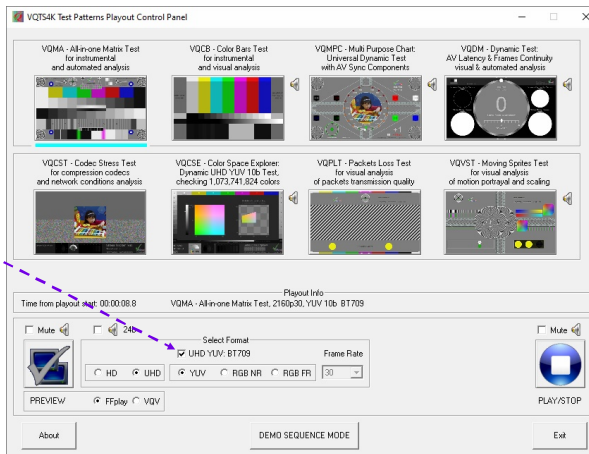 VQTS4K Test Patterns Playout Control Panel
VQMA - All-in-one Matrix Test
for instrumental
and automated analysis
VQCB - Color Bars Test
for instrumental
and visual analysis
VQMPC - Multi Purpose Chart:
Universal Dynamic Test
with AV Sync Components
VQDM - Dynamic Test:
AV Latency & Frames Continuity
visual & automated analysis
0
VQCST - Codec Stress Test
for compression codecs
and network conditions analysis
VQCSE - Color Space Explorer:
Dynamic UHD YUV 10b Test,
checking 1,073,741,824 colors
VQPLT - Packets Loss Test
for visual analysis
of packets transmission quality
VQVST - Moving Sprites Test
for visual analysis
of motion portrayal and scaling
Playout Info
Time from playout start: 00:00:08.8 VQMA - All-in-one Matrix Test, 2160p30, YUV 10b BT709
Mute
24b
Mute
Select Format
UHD YUV: BT709
Frame Rate
HD UHD YUV RGB NR RGB FR 30
PREVIEW FFplay VQV PLAY/STOP
About DEMO SEQUENCE MODE Exit